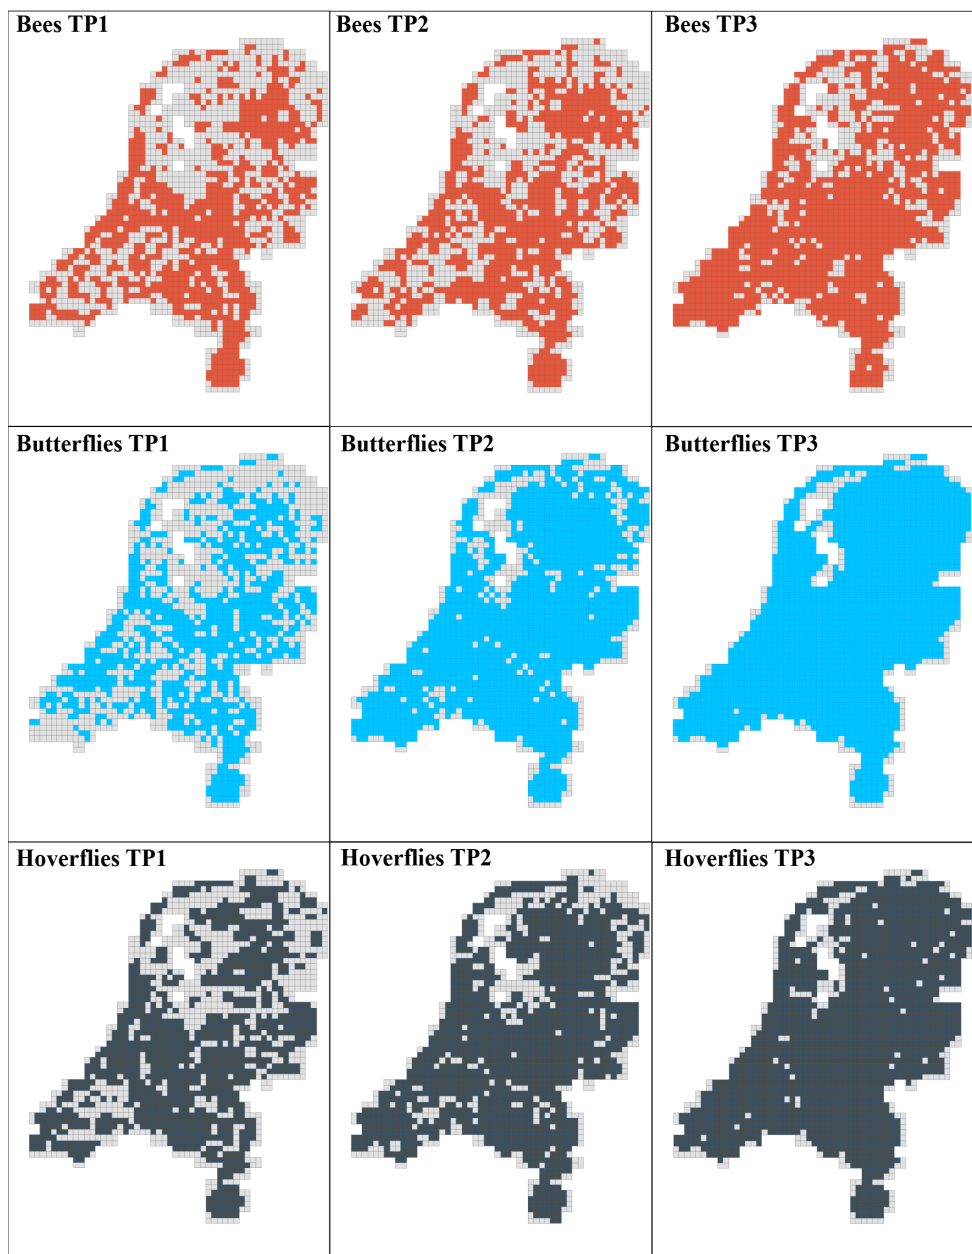 Bees TP1
Bees TP2
Bees TP3
Butterflies TP1
Butterflies TP2
Butterflies TP3
Hoverflies TP1
Hoverflies TP2
Hoverflies TP3